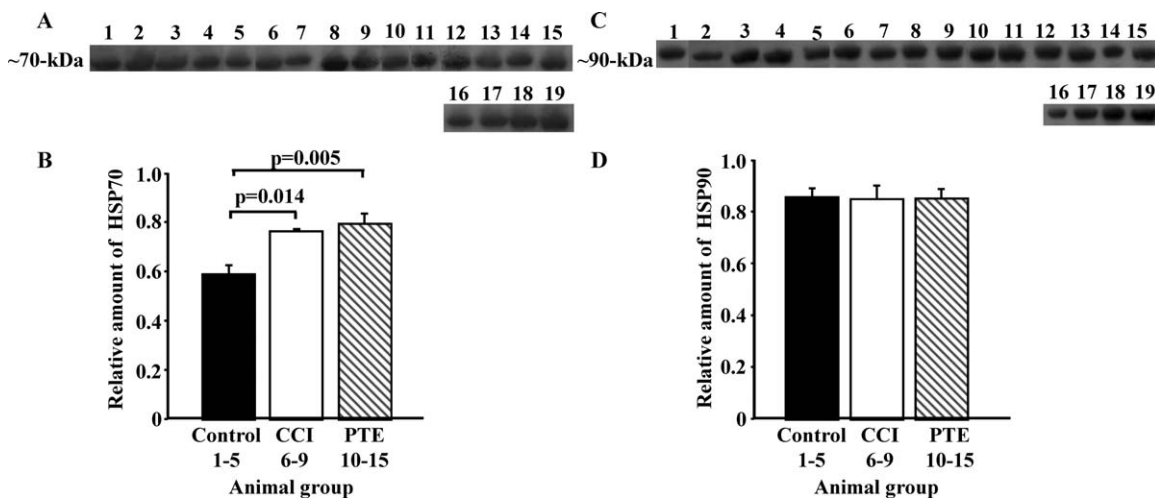 A
1 2 3 4 5 6 7 8 9 10 11 12 13 14 15
~70-kDa
16 17 18 19
B
p=0.005
p=0.014
Relative amount of HSP70
1.0
0.8
0.6
0.4
0.2
0
Control CCI PTE
1-5 6-9 10-15
Animal group
C
1 2 3 4 5 6 7 8 9 10 11 12 13 14 15
~90-kDa
16 17 18 19
D
Relative amount of HSP90
1.0
0.8
0.6
0.4
0.2
0
Control CCI PTE
1-5 6-9 10-15
Animal group